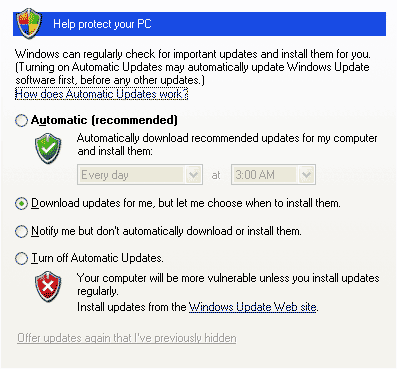 Help protect your PC
Windows can regularly check for important updates and install them for you.
(Turning on Automatic Updates may automatically update Windows Update
software first, before any other updates.)
How does Automatic Updates work?
Automatic (recommended)
Automatically download recommended updates for my computer
and install them:
Every day at 3:00 AM
Download updates for me, but let me choose when to install them.
Notify me but don't automatically download or install them.
Turn off Automatic Updates.
Your computer will be more vulnerable unless you install updates
regularly.
Install updates from the Windows Update Web site.
Offer updates again that I've previously hidden